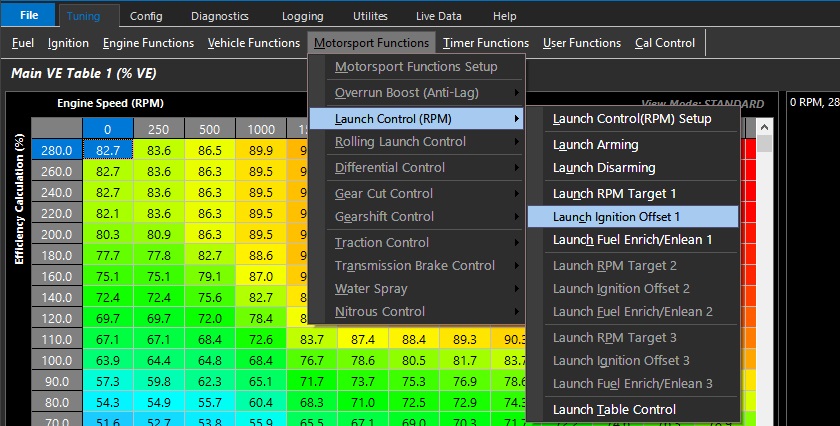 File Tuning Config Diagnostics Logging Utilites Live Data Help
Fuel Ignition Engine Functions Vehicle Functions Motorsport Functions Timer Functions User Functions Cal Control
Main VE Table 1 (% VE)
Engine Speed (RPM)
View Mode: STANDARD
0 RPM, 28
Efficiency Calculation (%)
0 250 500 1000
280.0 82.7 83.6 86.5 89.9
260.0 82.7 83.6 86.3 89.5
240.0 82.7 83.6 86.3 89.5
220.0 82.1 83.6 86.3 89.5
200.0 80.3 80.9 86.3 89.5
180.0 77.7 77.8 82.7 88.5
160.0 75.1 75.1 79.1 87.0
140.0 72.4 72.4 75.6 82.7
120.0 69.7 69.7 72.0 78.4
110.0 67.1 67.1 68.4 72.6 83.7 87.4 88.4 89.3 90.3
100.0 63.9 64.4 64.8 68.4 76.7 78.6 80.5 81.7 83.7
90.0 57.3 59.8 62.3 65.1 71.7 73.7 75.3 76.9 78.6
80.0 54.3 54.9 55.7 60.4 68.3 71.0 72.5 72.9 73.4
70.0 51.6 52.7 55.8 55.9 65.5 67.1 69.0 70.3 71.7
Motorsport Functions Setup
Overrun Boost (Anti-Lag)
Launch Control (RPM)
Rolling Launch Control
Differential Control
Gear Cut Control
Gearshift Control
Traction Control
Transmission Brake Control
Water Spray
Nitrous Control
Launch Control(RPM) Setup
Launch Arming
Launch Disarming
Launch RPM Target 1
Launch Ignition Offset 1
Launch Fuel Enrich/Enlean 1
Launch RPM Target 2
Launch Ignition Offset 2
Launch Fuel Enrich/Enlean 2
Launch RPM Target 3
Launch Ignition Offset 3
Launch Fuel Enrich/Enlean 3
Launch Table Control